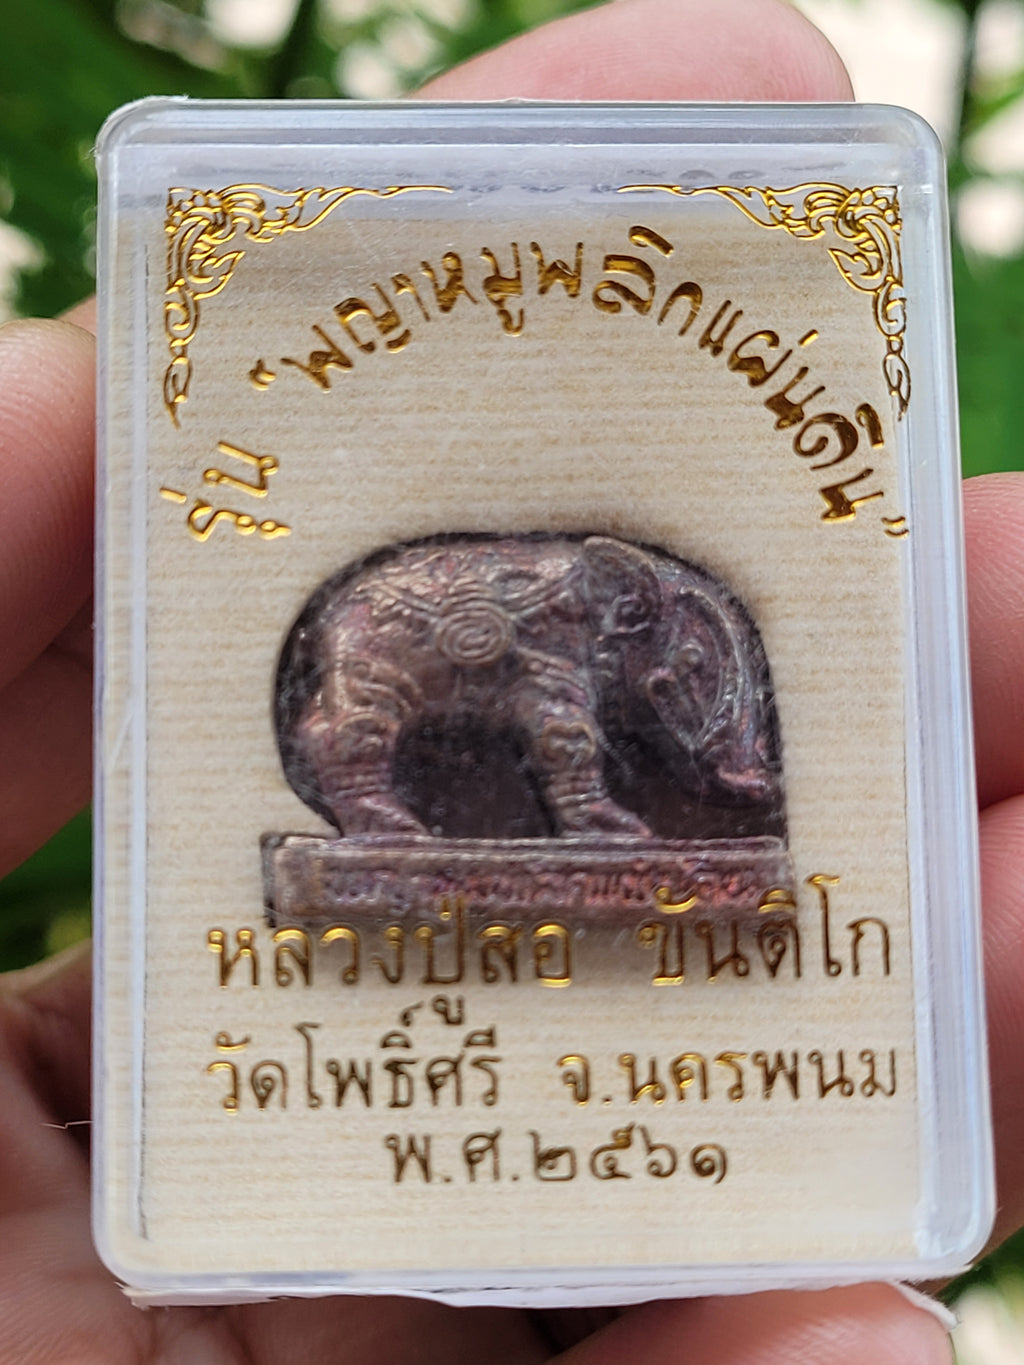 รุ่น "พญาหมูพลิกแผ่นดิน"
หลวงปู่สอ ขันติโก
วัดโพธิ์ศรี จ.นครพนม
พ.ศ.๒๕๖๑